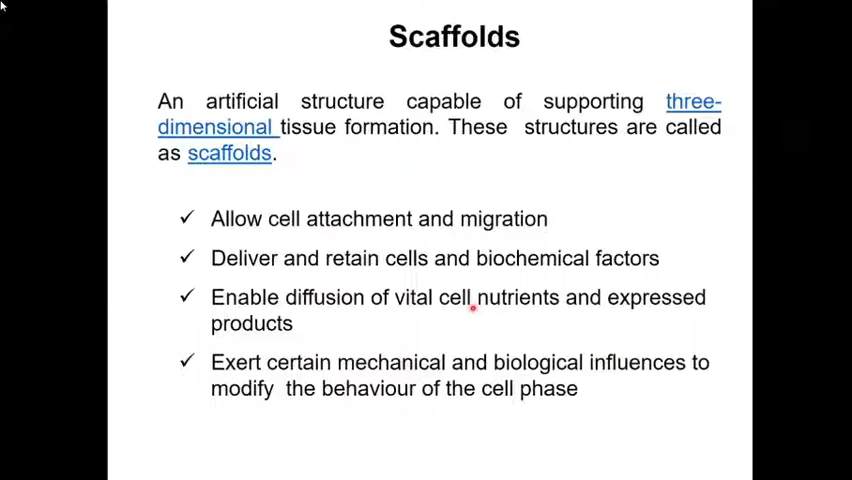 Scaffolds
An artificial structure capable of supporting three-
dimensional tissue formation. These structures are called
as scaffolds.
✓ Allow cell attachment and migration
✓ Deliver and retain cells and biochemical factors
✓ Enable diffusion of vital cell nutrients and expressed
products
✓ Exert certain mechanical and biological influences to
modify the behaviour of the cell phase